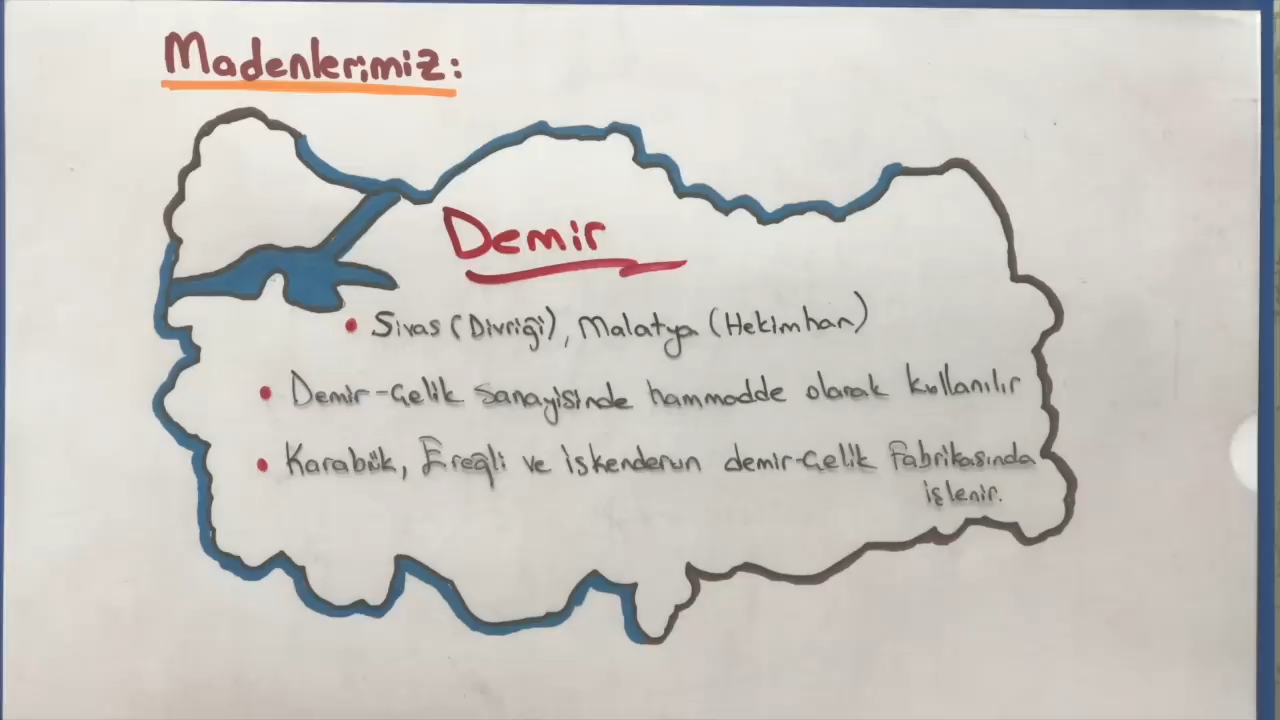 Madenlerimiz:
Demir
• Sivas (Divriği), Malatya (Hekimhan)
• Demir-Çelik sanayisinde hammadde olarak kullanılır
• Karabük, Ereğli ve İskenderun demir-çelik fabrikasında
işlenir.